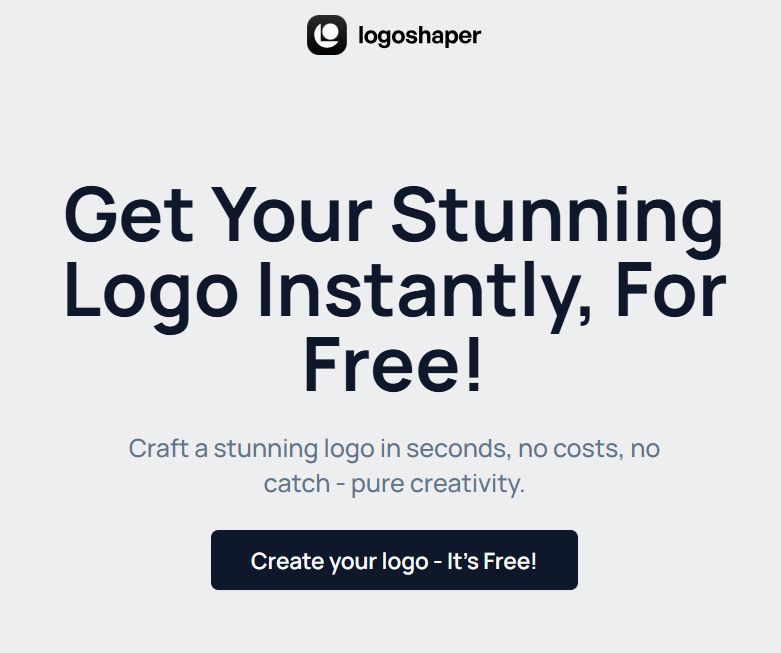 logoshaper
Get Your Stunning
Logo Instantly, For
Free!
Craft a stunning logo in seconds, no costs, no
catch - pure creativity.
Create your logo - It's Free!